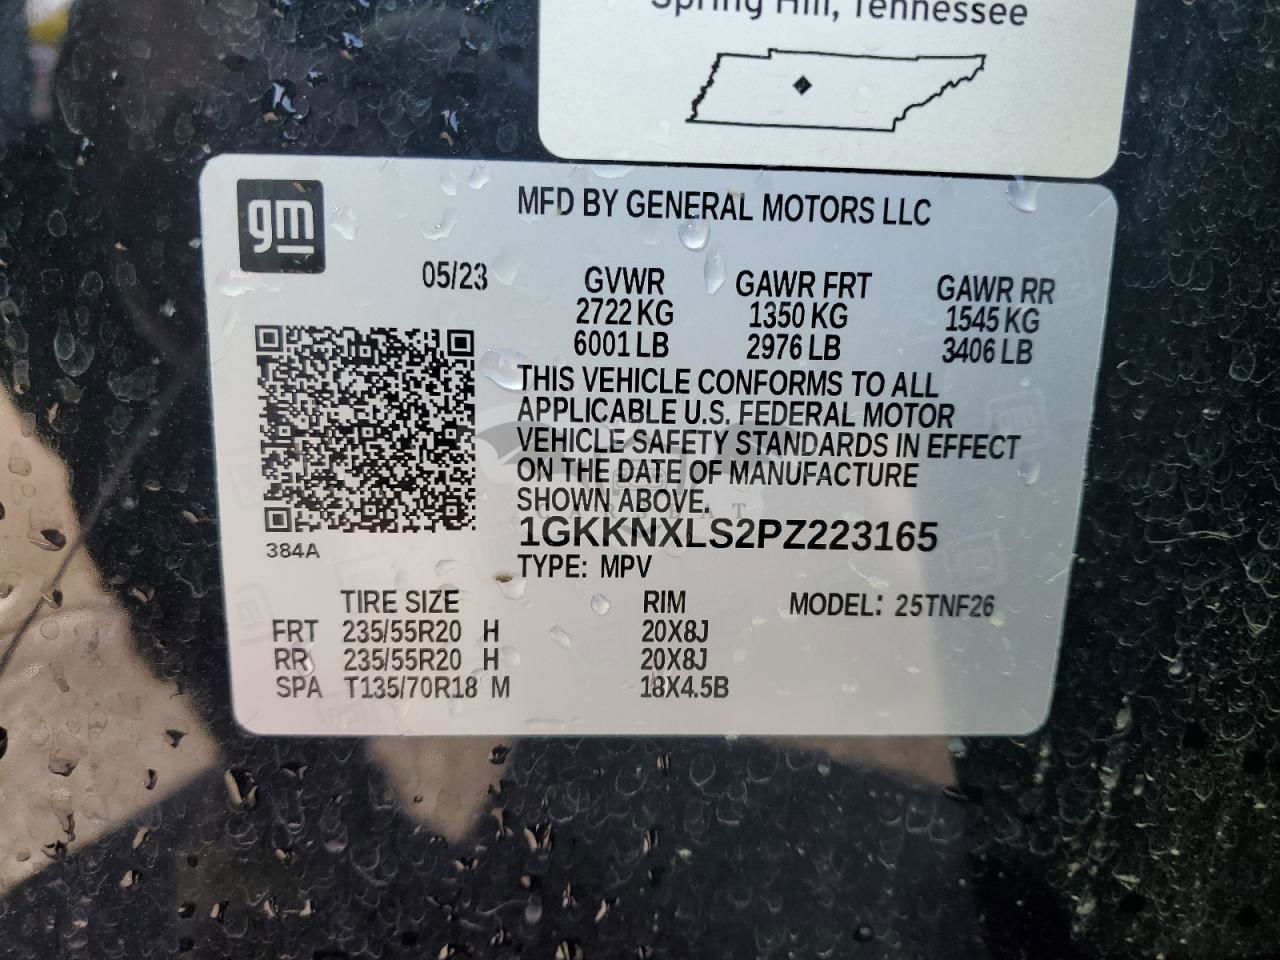 Spring Hill, Tennessee
gm
MFD BY GENERAL MOTORS LLC
05/23
GVWR
2722 KG
6001 LB
GAWR FRT
1350 KG
2976 LB
GAWR RR
1545 KG
3406 LB
THIS VEHICLE CONFORMS TO ALL
APPLICABLE U.S. FEDERAL MOTOR
VEHICLE SAFETY STANDARDS IN EFFECT
ON THE DATE OF MANUFACTURE
SHOWN ABOVE.
1GKKNXLS2PZ223165
TYPE: MPV
384A
TIRE SIZE RIM MODEL: 25TNF26
FRT 235/55R20 H 20X8J
RR 235/55R20 H 20X8J
SPA T135/70R18 M 18X4.5B